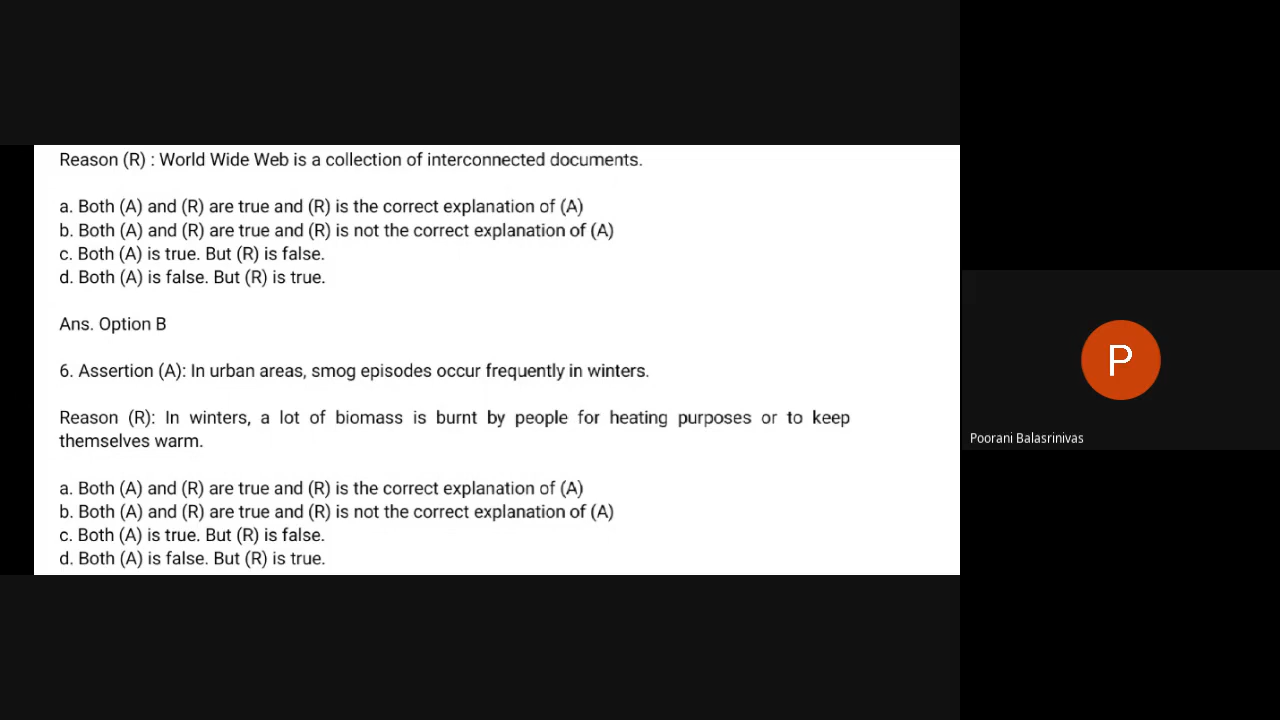 Reason (R) : World Wide Web is a collection of interconnected documents.
a. Both (A) and (R) are true and (R) is the correct explanation of (A)
b. Both (A) and (R) are true and (R) is not the correct explanation of (A)
c. Both (A) is true. But (R) is false.
d. Both (A) is false. But (R) is true.
Ans. Option B
6. Assertion (A): In urban areas, smog episodes occur frequently in winters.
Reason (R): In winters, a lot of biomass is burnt by people for heating purposes or to keep
themselves warm.
a. Both (A) and (R) are true and (R) is the correct explanation of (A)
b. Both (A) and (R) are true and (R) is not the correct explanation of (A)
c. Both (A) is true. But (R) is false.
d. Both (A) is false. But (R) is true.
P
Poorani Balasrinivas